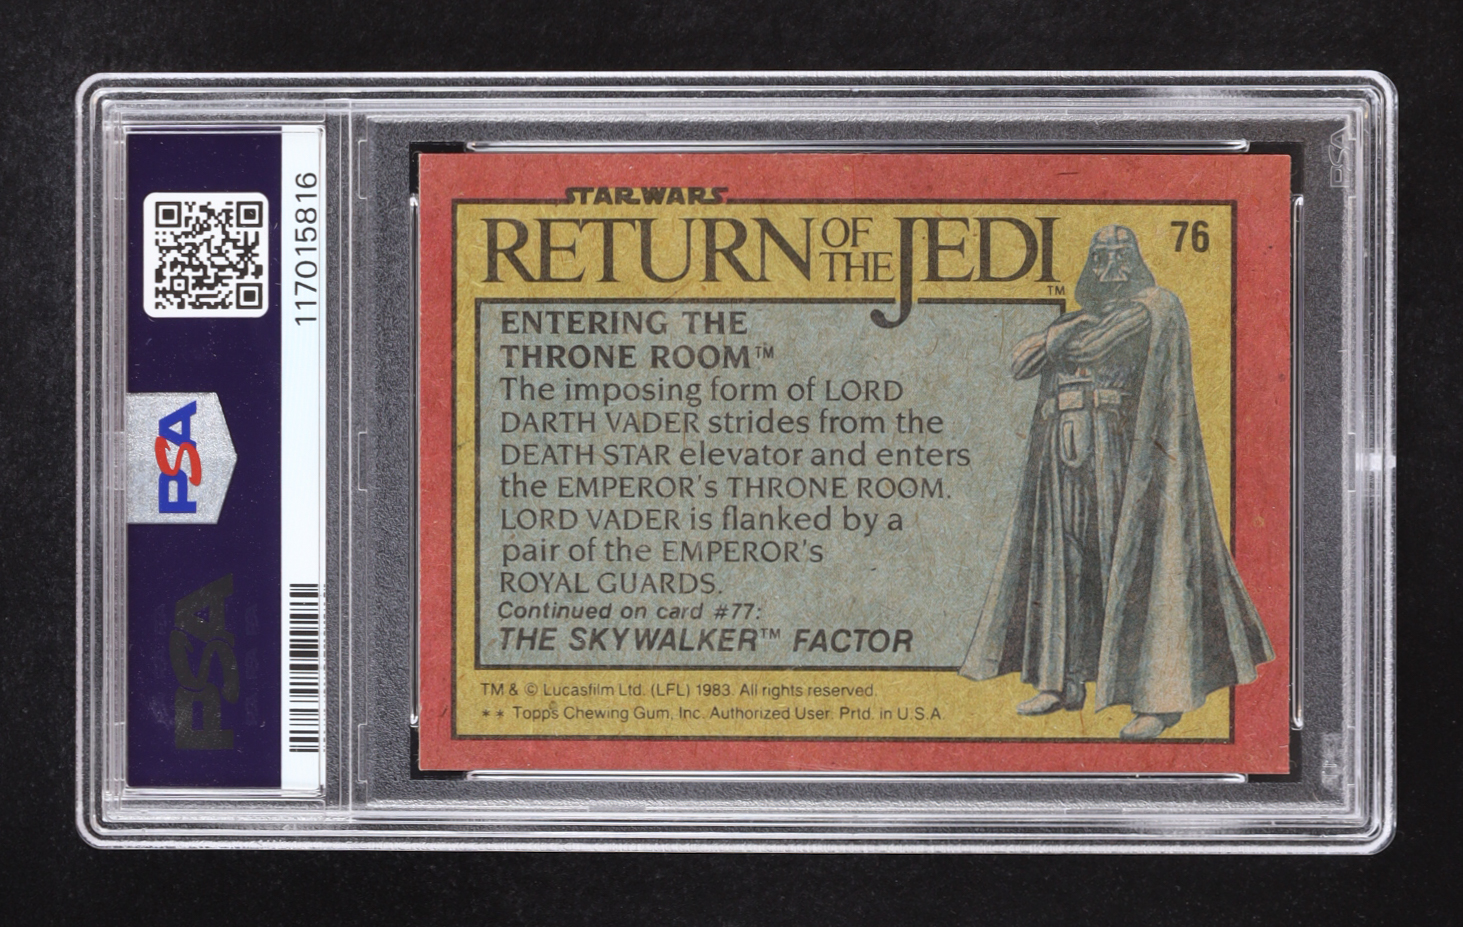 STAR WARS
RETURN OF THE JEDI™
76
ENTERING THE
THRONE ROOM™
The imposing form of LORD
DARTH VADER strides from the
DEATH STAR elevator and enters
the EMPEROR's THRONE ROOM.
LORD VADER is flanked by a
pair of the EMPEROR's
ROYAL GUARDS.
Continued on card #77:
THE SKYWALKER™ FACTOR
TM & © Lucasfilm Ltd. (LFL) 1983. All rights reserved.
** Topps Chewing Gum, Inc. Authorized User. Prtd. in U.S.A.
117015816
PSA
PSA
PSA